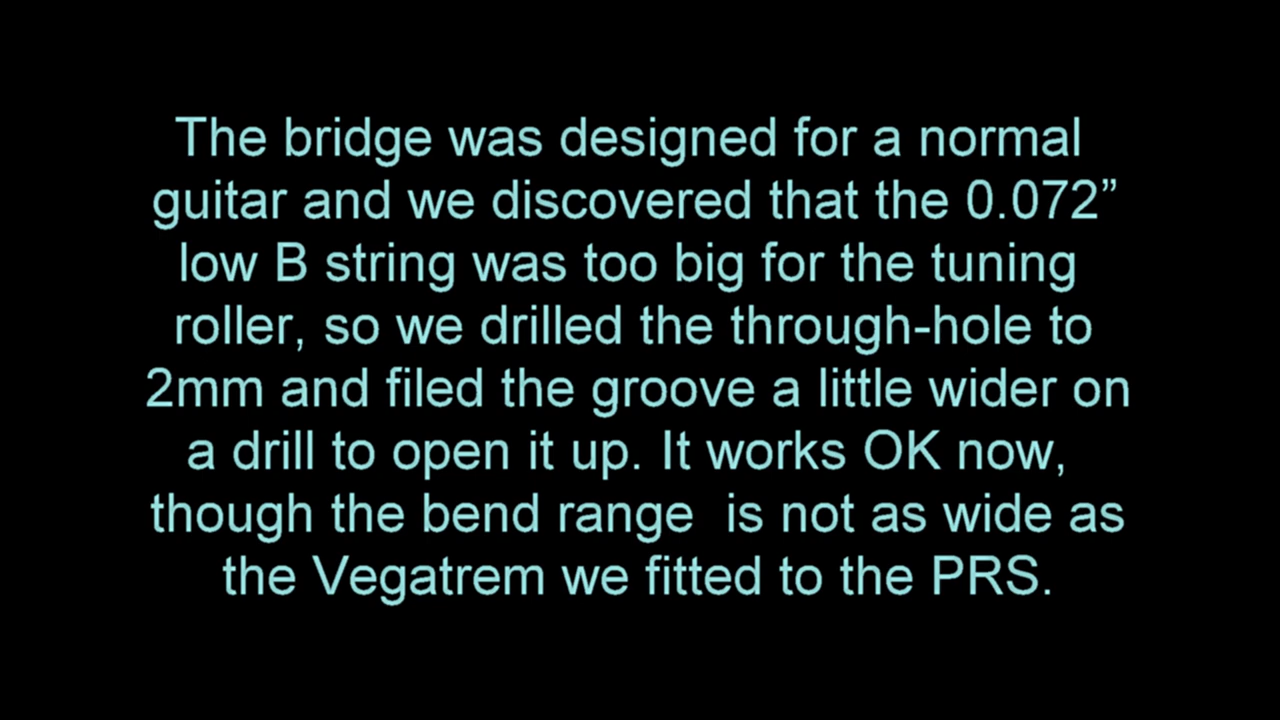 The bridge was designed for a normal
guitar and we discovered that the 0.072”
low B string was too big for the tuning
roller, so we drilled the through-hole to
2mm and filed the groove a little wider on
a drill to open it up. It works OK now,
though the bend range  is not as wide as
the Vegatrem we fitted to the PRS.